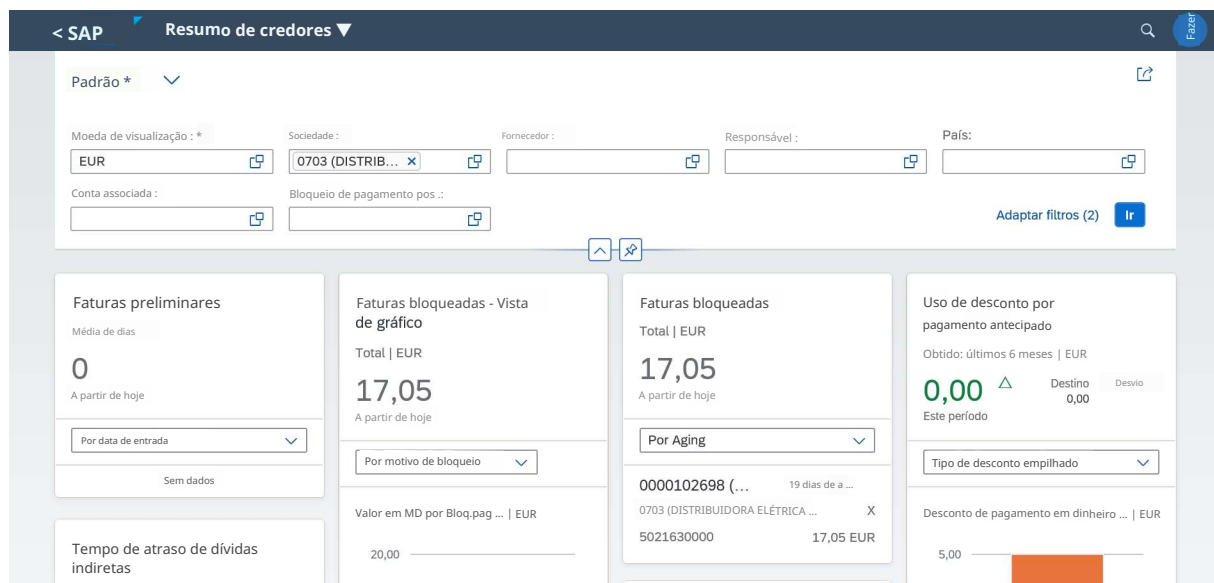 < SAP
Resumo de credores ▼
Fazer
Padrão *
Moeda de visualização : *
Sociedade :
Fornecedor :
Responsável :
País:
EUR
0703 (DISTRIB... ×
Conta associada :
Bloqueio de pagamento pos .:
Adaptar filtros (2)
Ir
Faturas preliminares
Média de dias
0
A partir de hoje
Por data de entrada
Sem dados
Tempo de atraso de dívidas
indiretas
Faturas bloqueadas - Vista
de gráfico
Total | EUR
17,05
A partir de hoje
Por motivo de bloqueio
Valor em MD por Bloq.pag ... | EUR
20,00
Faturas bloqueadas
Total | EUR
17,05
A partir de hoje
Por Aging
0000102698 (...
19 dias de a ...
0703 (DISTRIBUIDORA ELÉTRICA ...
X
5021630000
17,05 EUR
Uso de desconto por
pagamento antecipado
Obtido: últimos 6 meses | EUR
0,00
Destino
0,00
Desvio
Este período
Tipo de desconto empilhado
Desconto de pagamento em dinheiro ... | EUR
5,00